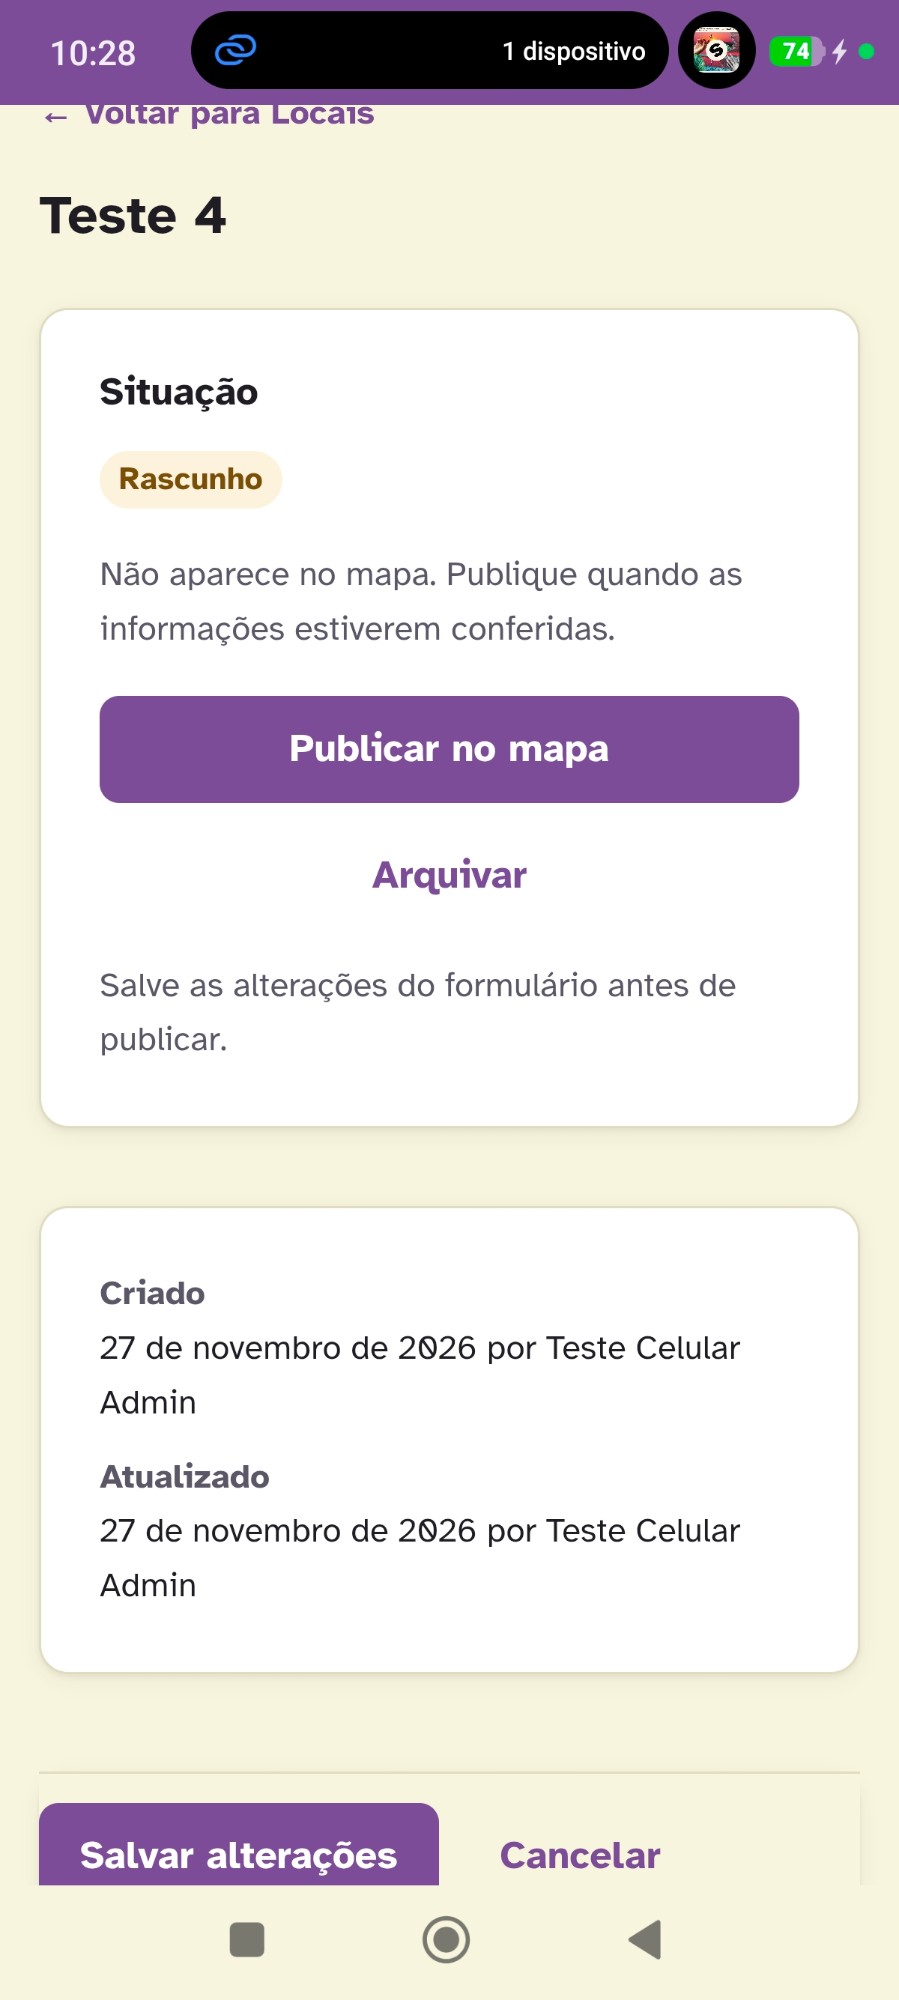 10:28
1 dispositivo
74
← Voltar para Locais
Teste 4
Situação
Rascunho
Não aparece no mapa. Publique quando as
informações estiverem conferidas.
Publicar no mapa
Arquivar
Salve as alterações do formulário antes de
publicar.
Criado
27 de novembro de 2026 por Teste Celular
Admin
Atualizado
27 de novembro de 2026 por Teste Celular
Admin
Salvar alterações
Cancelar